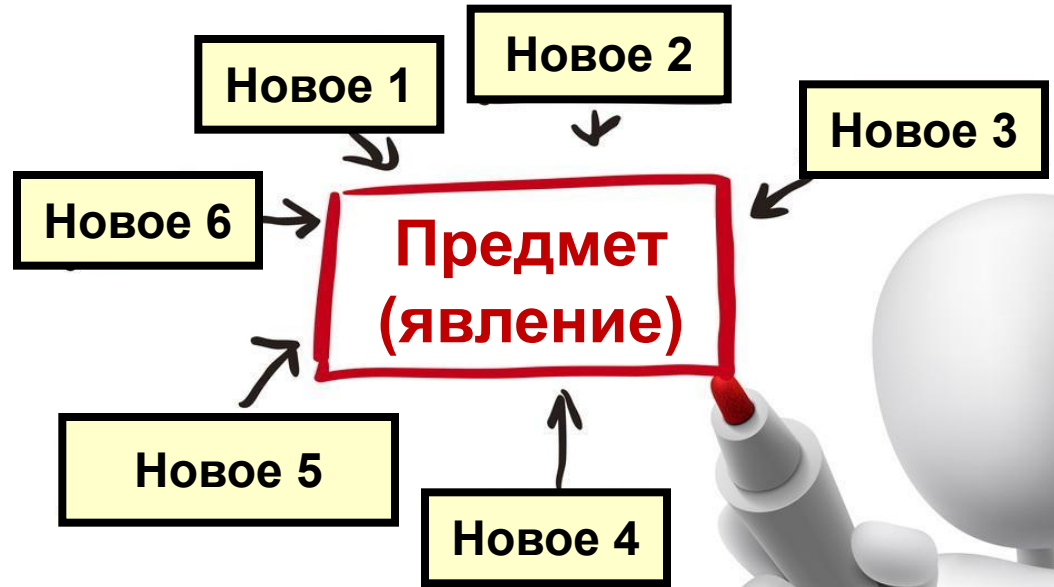 Новое 1
Новое 2
Новое 3
Новое 6
Предмет
(явление)
Новое 5
Новое 4